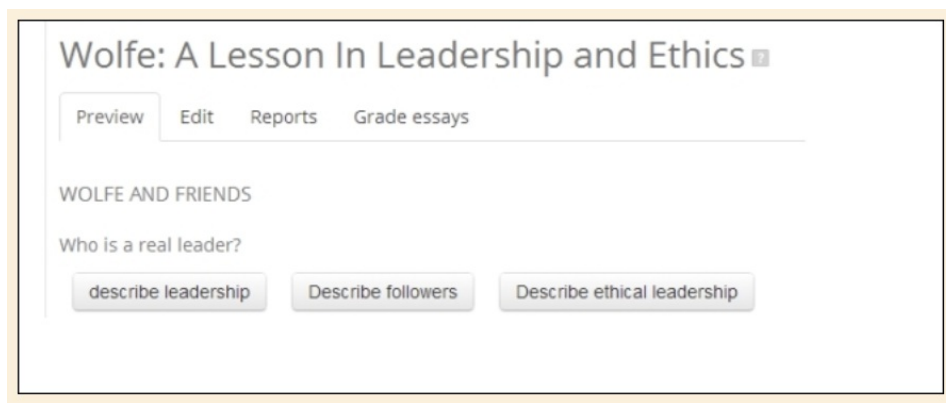 Wolfe: A Lesson In Leadership and Ethics ?
Preview Edit Reports Grade essays
WOLFE AND FRIENDS
Who is a real leader?
describe leadership Describe followers Describe ethical leadership